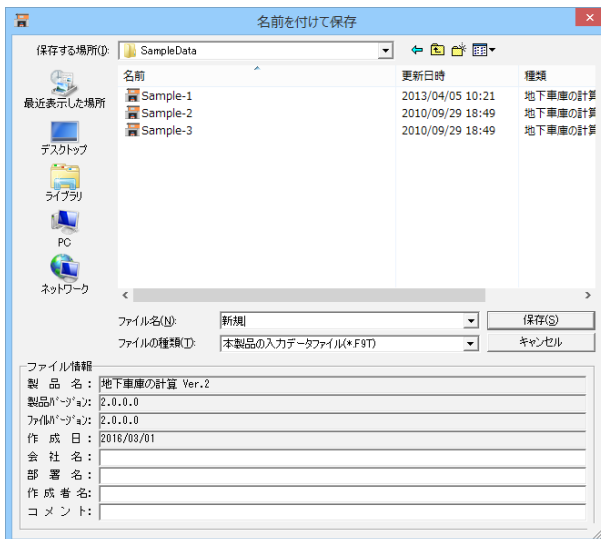 名前を付けて保存
保存する場所(I):
SampleData
最近表示した場所
デスクトップ
ライブラリ
PC
ネットワーク
名前 更新日時 種類
Sample-1 2013/04/05 10:21 地下車庫の計算
Sample-2 2010/09/29 18:49 地下車庫の計算
Sample-3 2010/09/29 18:49 地下車庫の計算
ファイル名(N): 新規 保存(S)
ファイルの種類(T): 本製品の入力データファイル(*.F9T) キャンセル
ファイル情報
製 品 名: 地下車庫の計算 Ver.2
製品ﾊﾞｰｼﾞｮﾝ: 2.0.0.0
ﾌｧｲﾙﾊﾞｰｼﾞｮﾝ: 2.0.0.0
作 成 日: 2016/03/01
会 社 名:
部 署 名:
作成者名:
コメント: